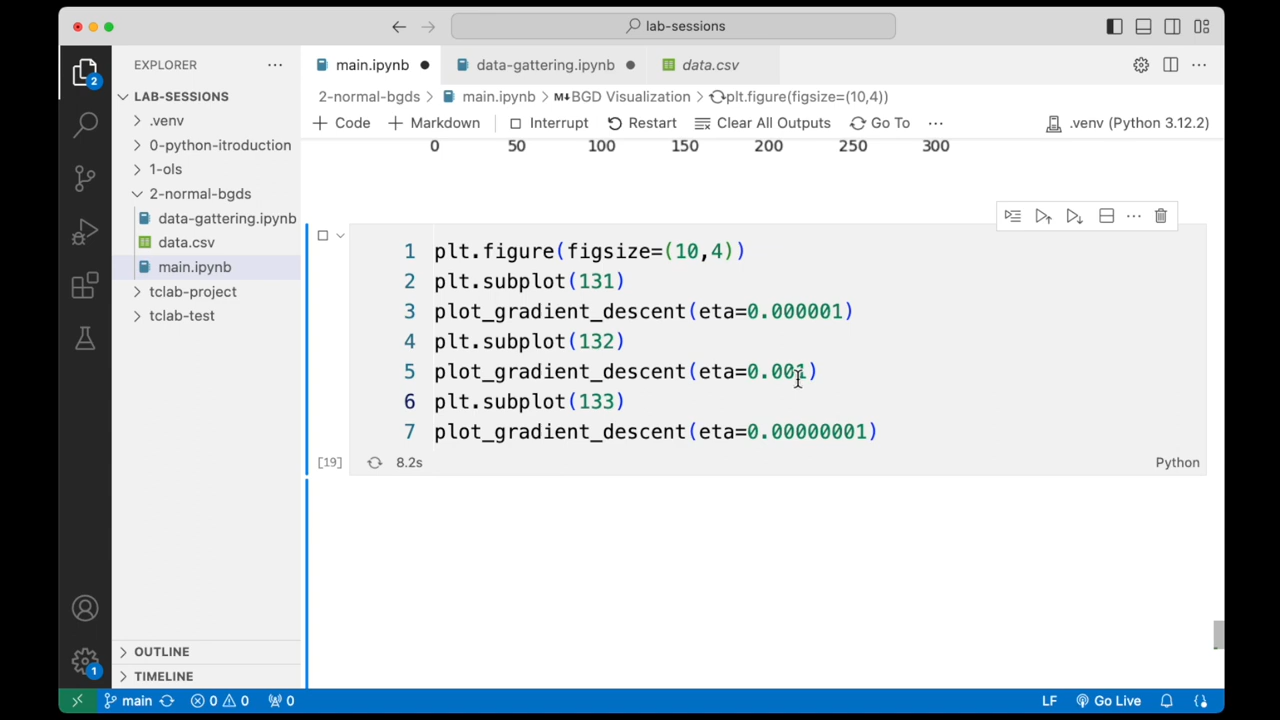 lab-sessions
EXPLORER
main.ipynb
data-gattering.ipynb
data.csv
2
LAB-SESSIONS
2-normal-bgds > main.ipynb > M BGD Visualization > plt.figure(figsize=(10,4))
.venv
0-python-itroduction
1-ols
2-normal-bgds
data-gattering.ipynb
data.csv
main.ipynb
tclab-project
tclab-test
+ Code + Markdown Interrupt Restart Clear All Outputs Go To ... .venv (Python 3.12.2)
0 50 100 150 200 250 300
1 plt.figure(figsize=(10,4))
2 plt.subplot(131)
3 plot_gradient_descent(eta=0.000001)
4 plt.subplot(132)
5 plot_gradient_descent(eta=0.001)
6 plt.subplot(133)
7 plot_gradient_descent(eta=0.00000001)
[19] 8.2s Python
OUTLINE
1
TIMELINE
main 0 0 0 LF Go Live